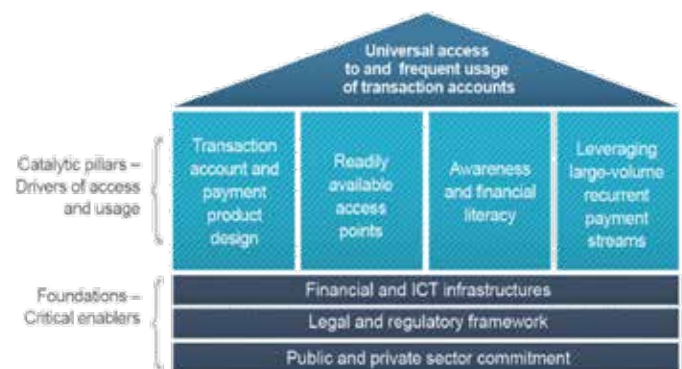 Universal access
to and frequent usage
of transaction accounts
Catalytic pillars –
Drivers of access
and usage
Transaction
account and
payment
product
design
Readily
available
access
points
Awareness
and financial
literacy
Leveraging
large-volume
recurrent
payment
streams
Foundations –
Critical enablers
Financial and ICT infrastructures
Legal and regulatory framework
Public and private sector commitment